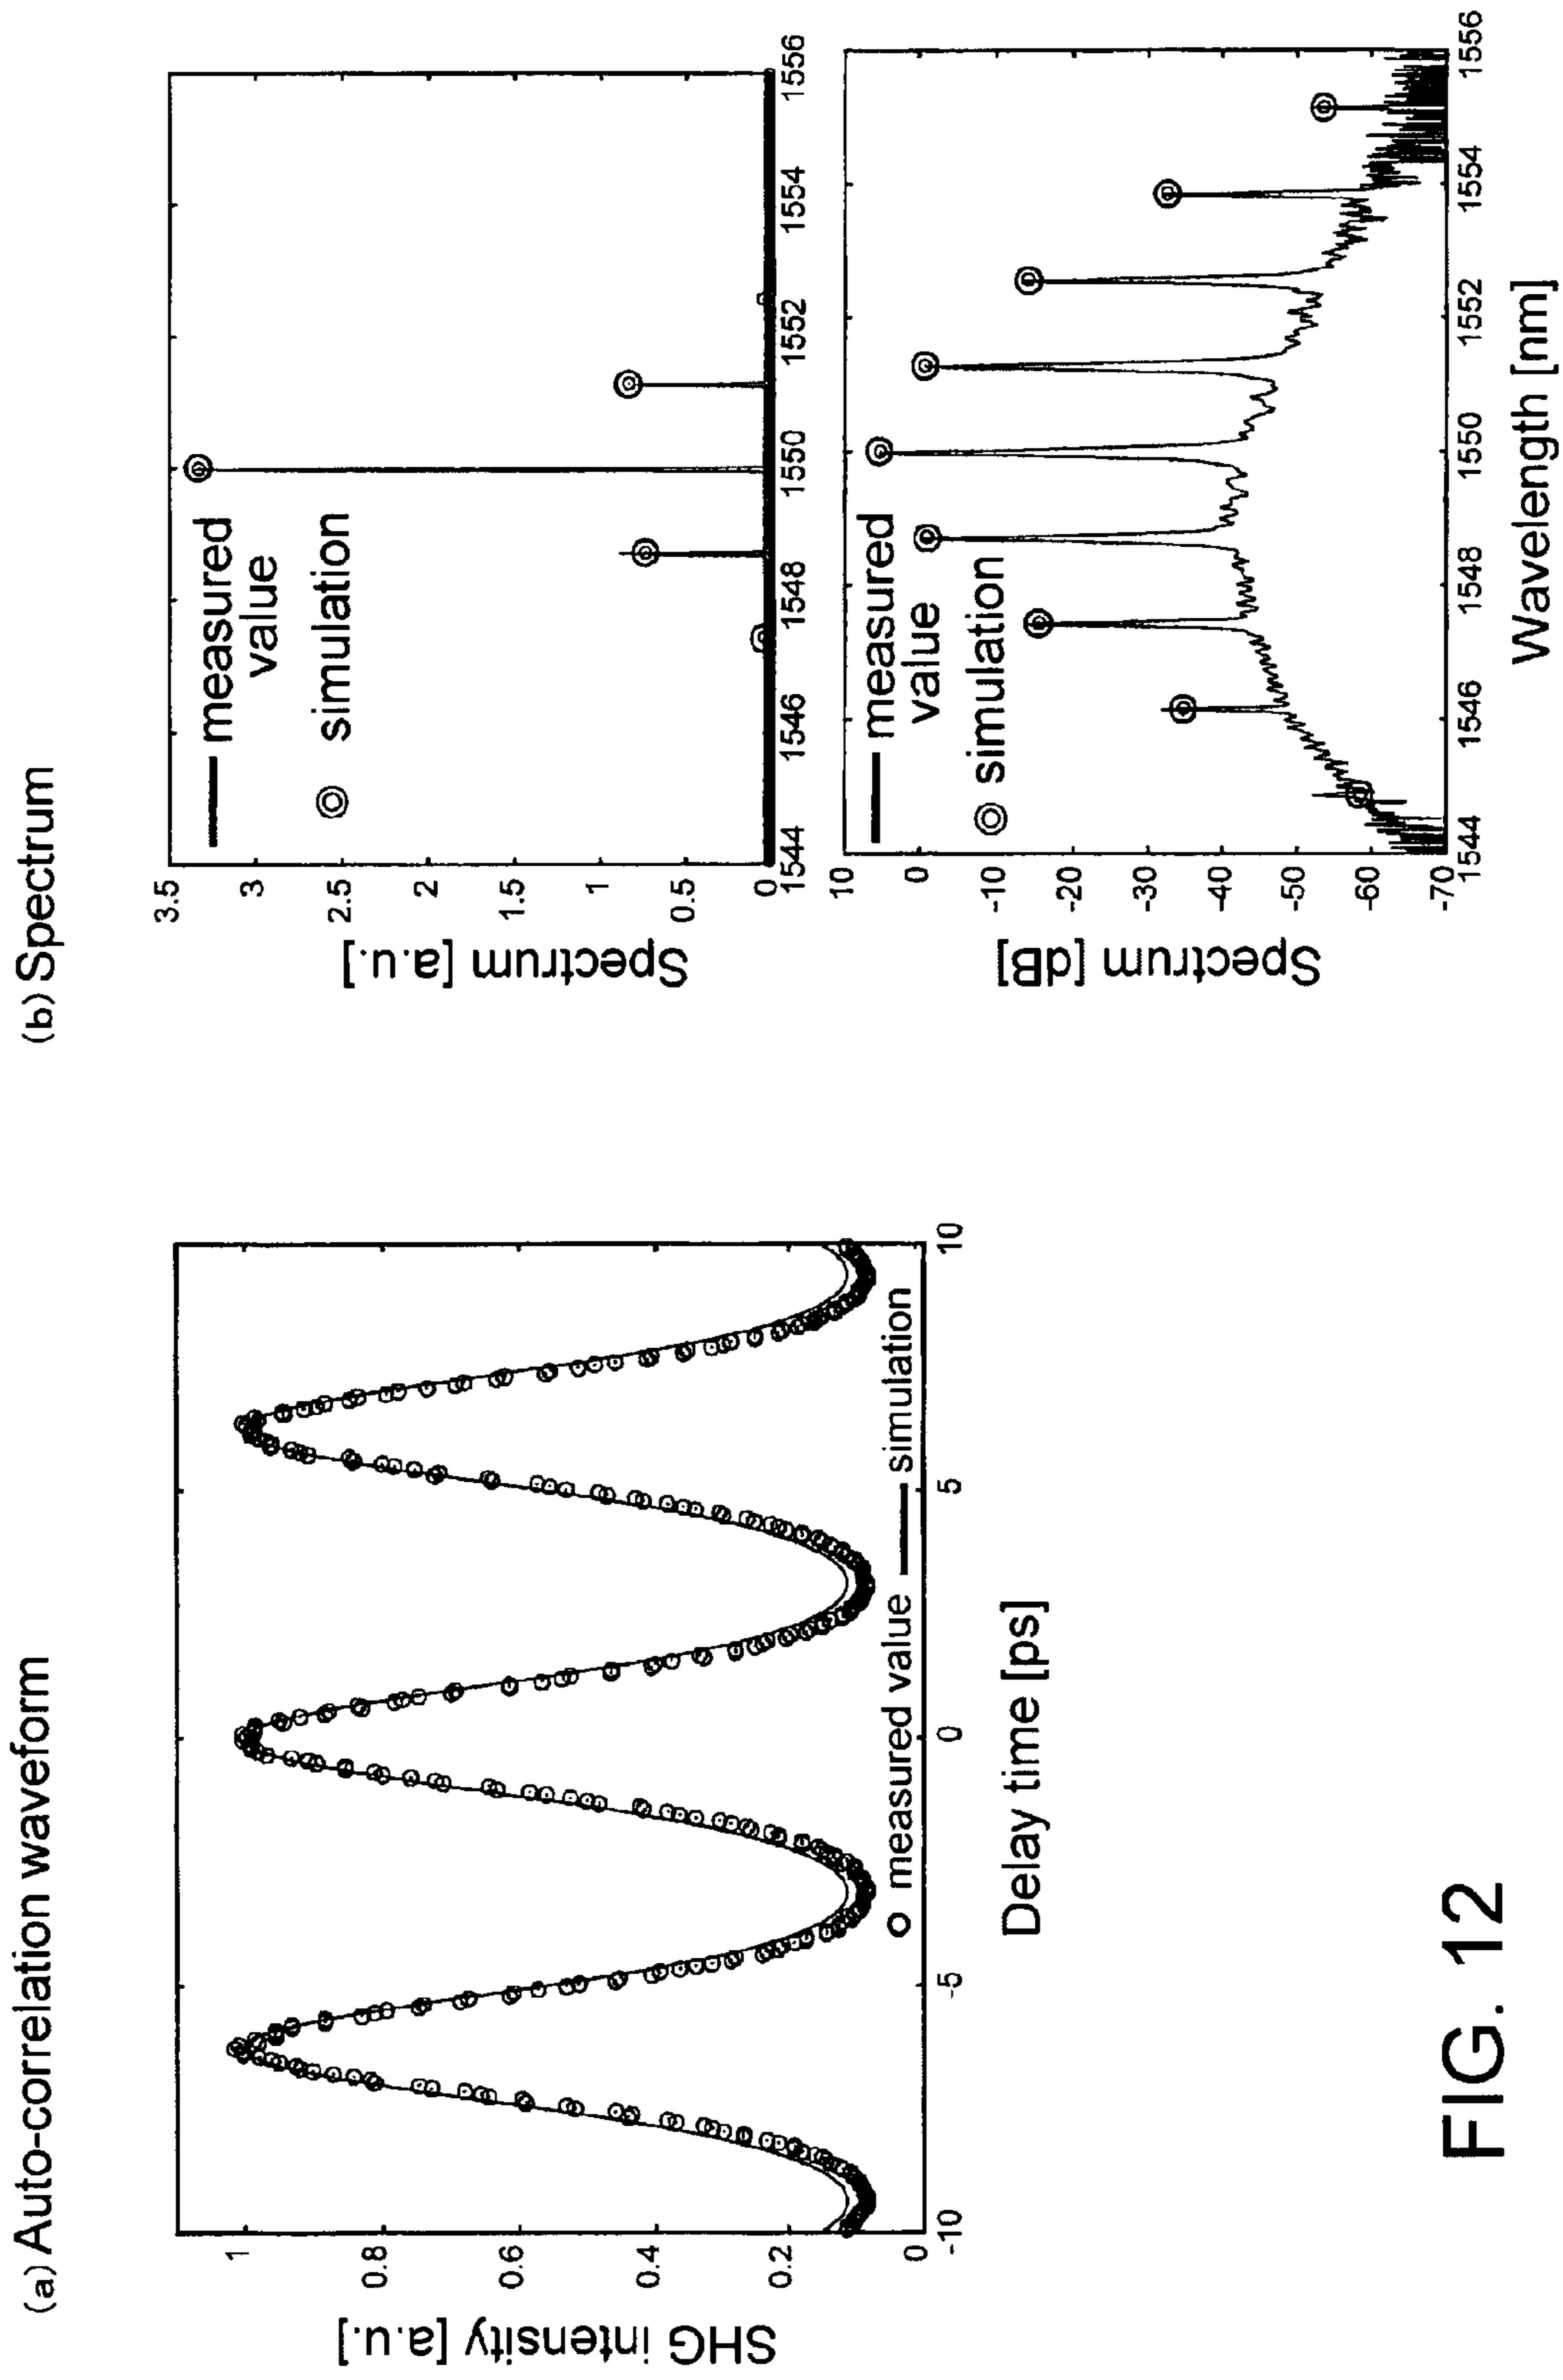 (a) Auto-correlation waveform
SHG intensity [a.u.]
1
0.8
0.6
0.4
0.2
0
-10
-5
0
5
10
measured value
simulation
Delay time [ps]
(b) Spectrum
Spectrum [a.u.]
3.5
3
2.5
2
1.5
1
0.5
0
1544
1546
1548
1550
1552
1554
1556
measured
value
simulation
Spectrum [dB]
10
0
-10
-20
-30
-40
-50
-60
-70
1544
1546
1548
1550
1552
1554
1556
measured
value
simulation
Wavelength [nm]
FIG. 12